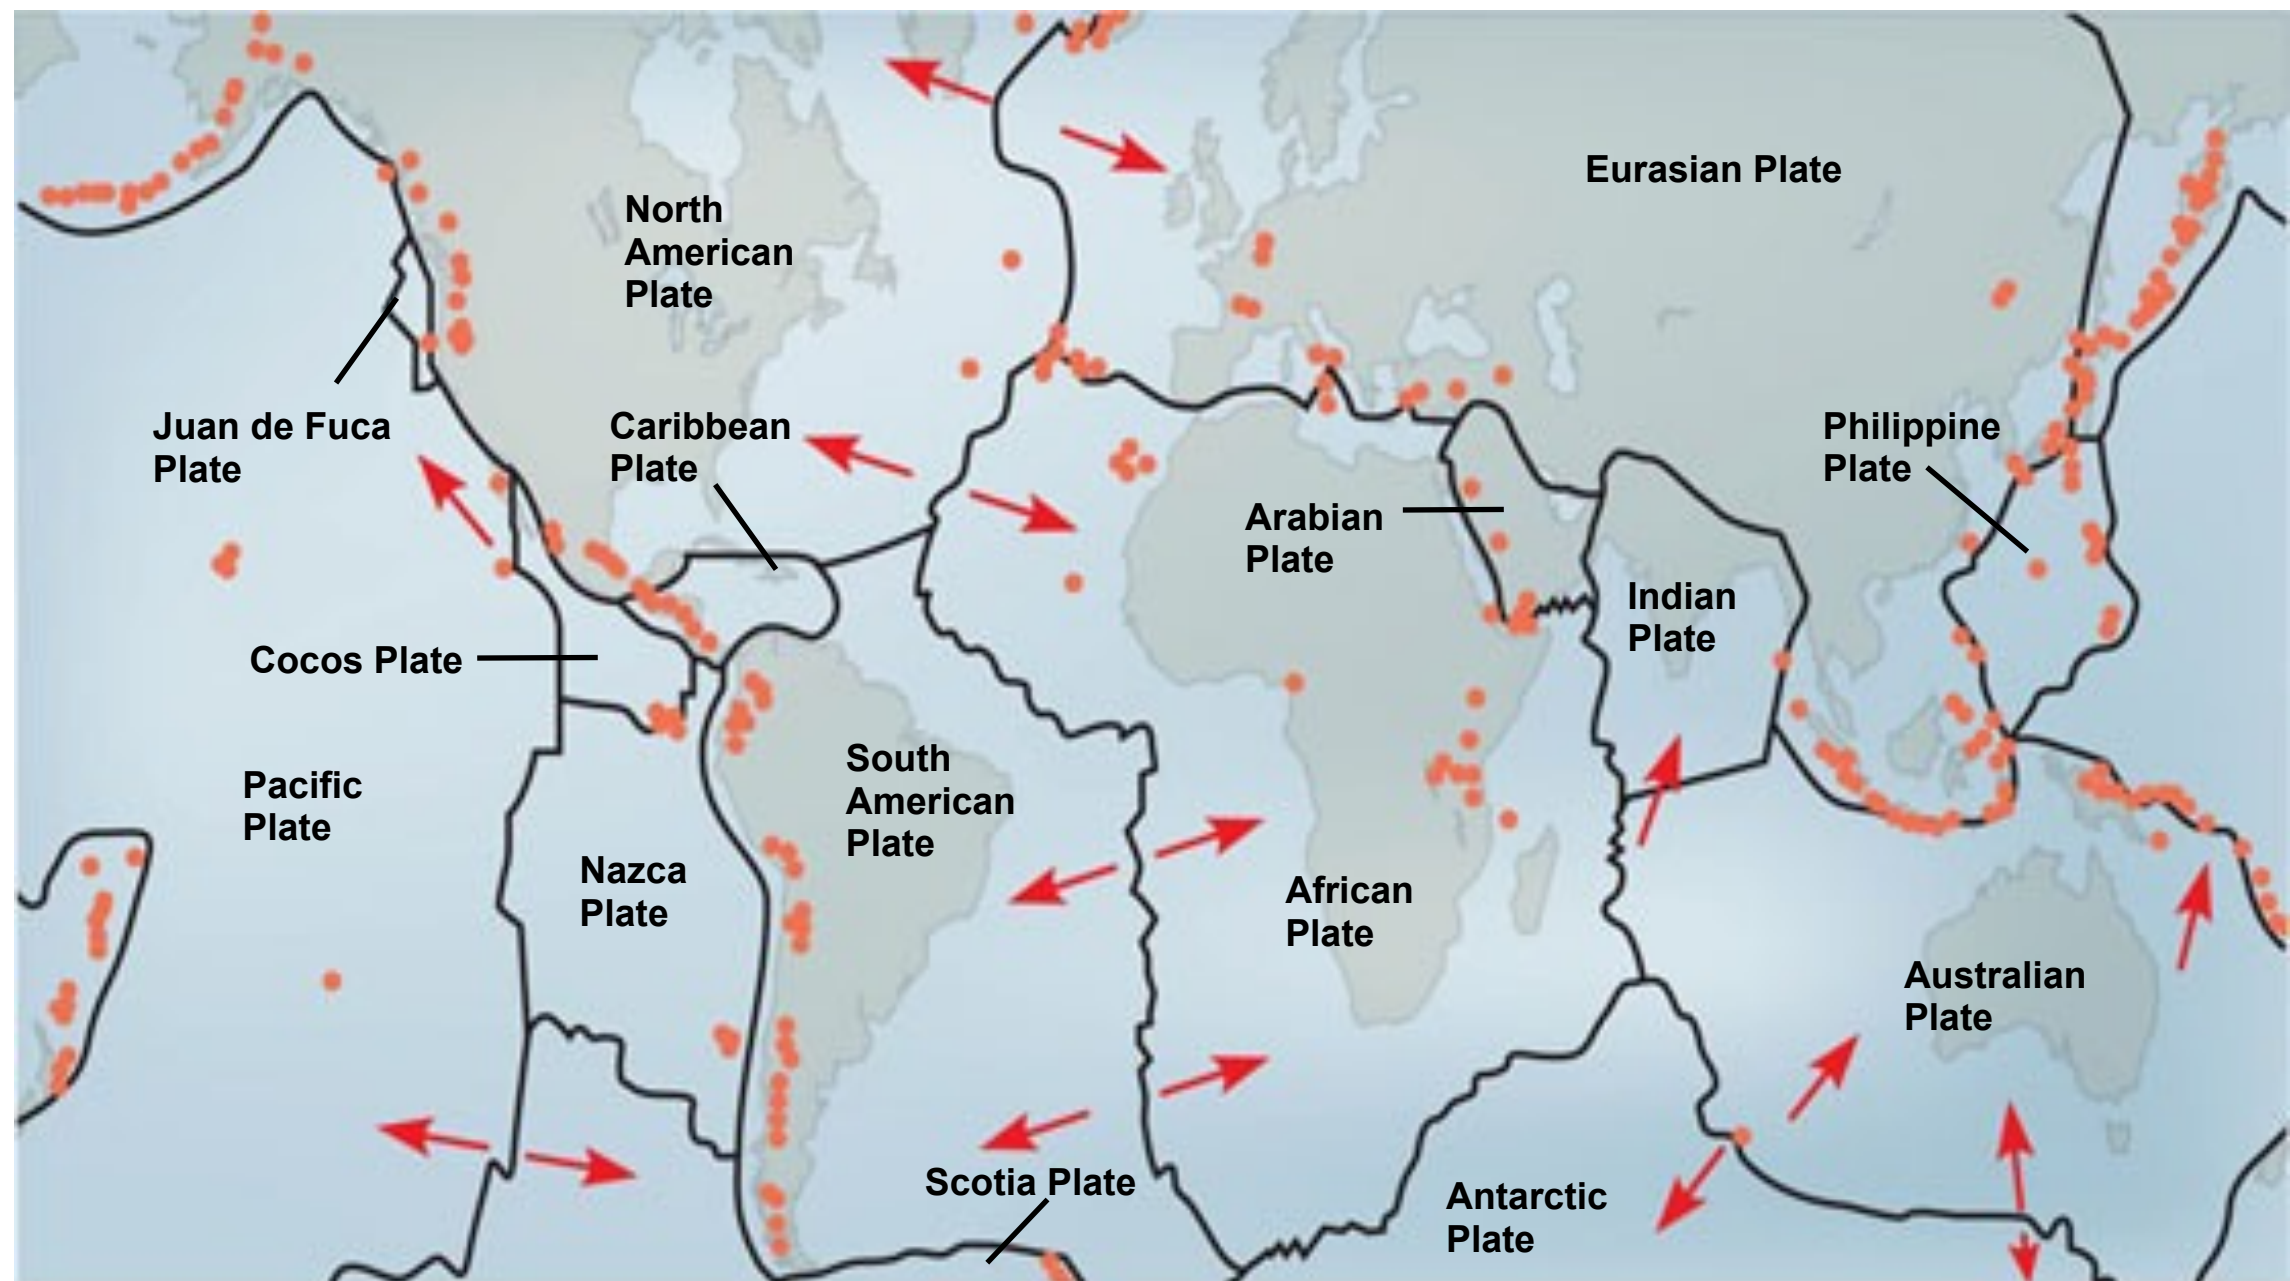 Eurasian Plate
North
American
Plate
Juan de Fuca
Plate
Caribbean
Plate
Philippine
Plate
Arabian
Plate
Indian
Plate
Cocos Plate
Pacific
Plate
South
American
Plate
Nazca
Plate
African
Plate
Australian
Plate
Scotia Plate
Antarctic
Plate